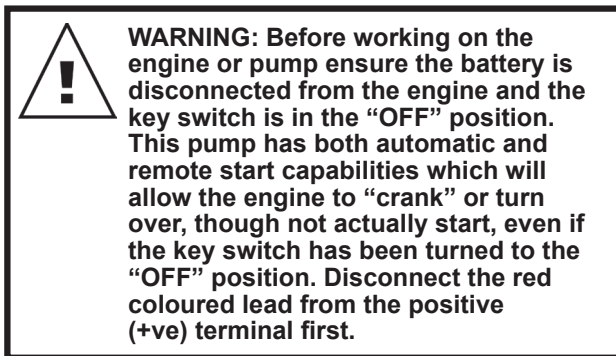 WARNING: Before working on the
engine or pump ensure the battery is
disconnected from the engine and the
key switch is in the “OFF” position.
This pump has both automatic and
remote start capabilities which will
allow the engine to “crank” or turn
over, though not actually start, even if
the key switch has been turned to the
“OFF” position. Disconnect the red
coloured lead from the positive
(+ve) terminal first.